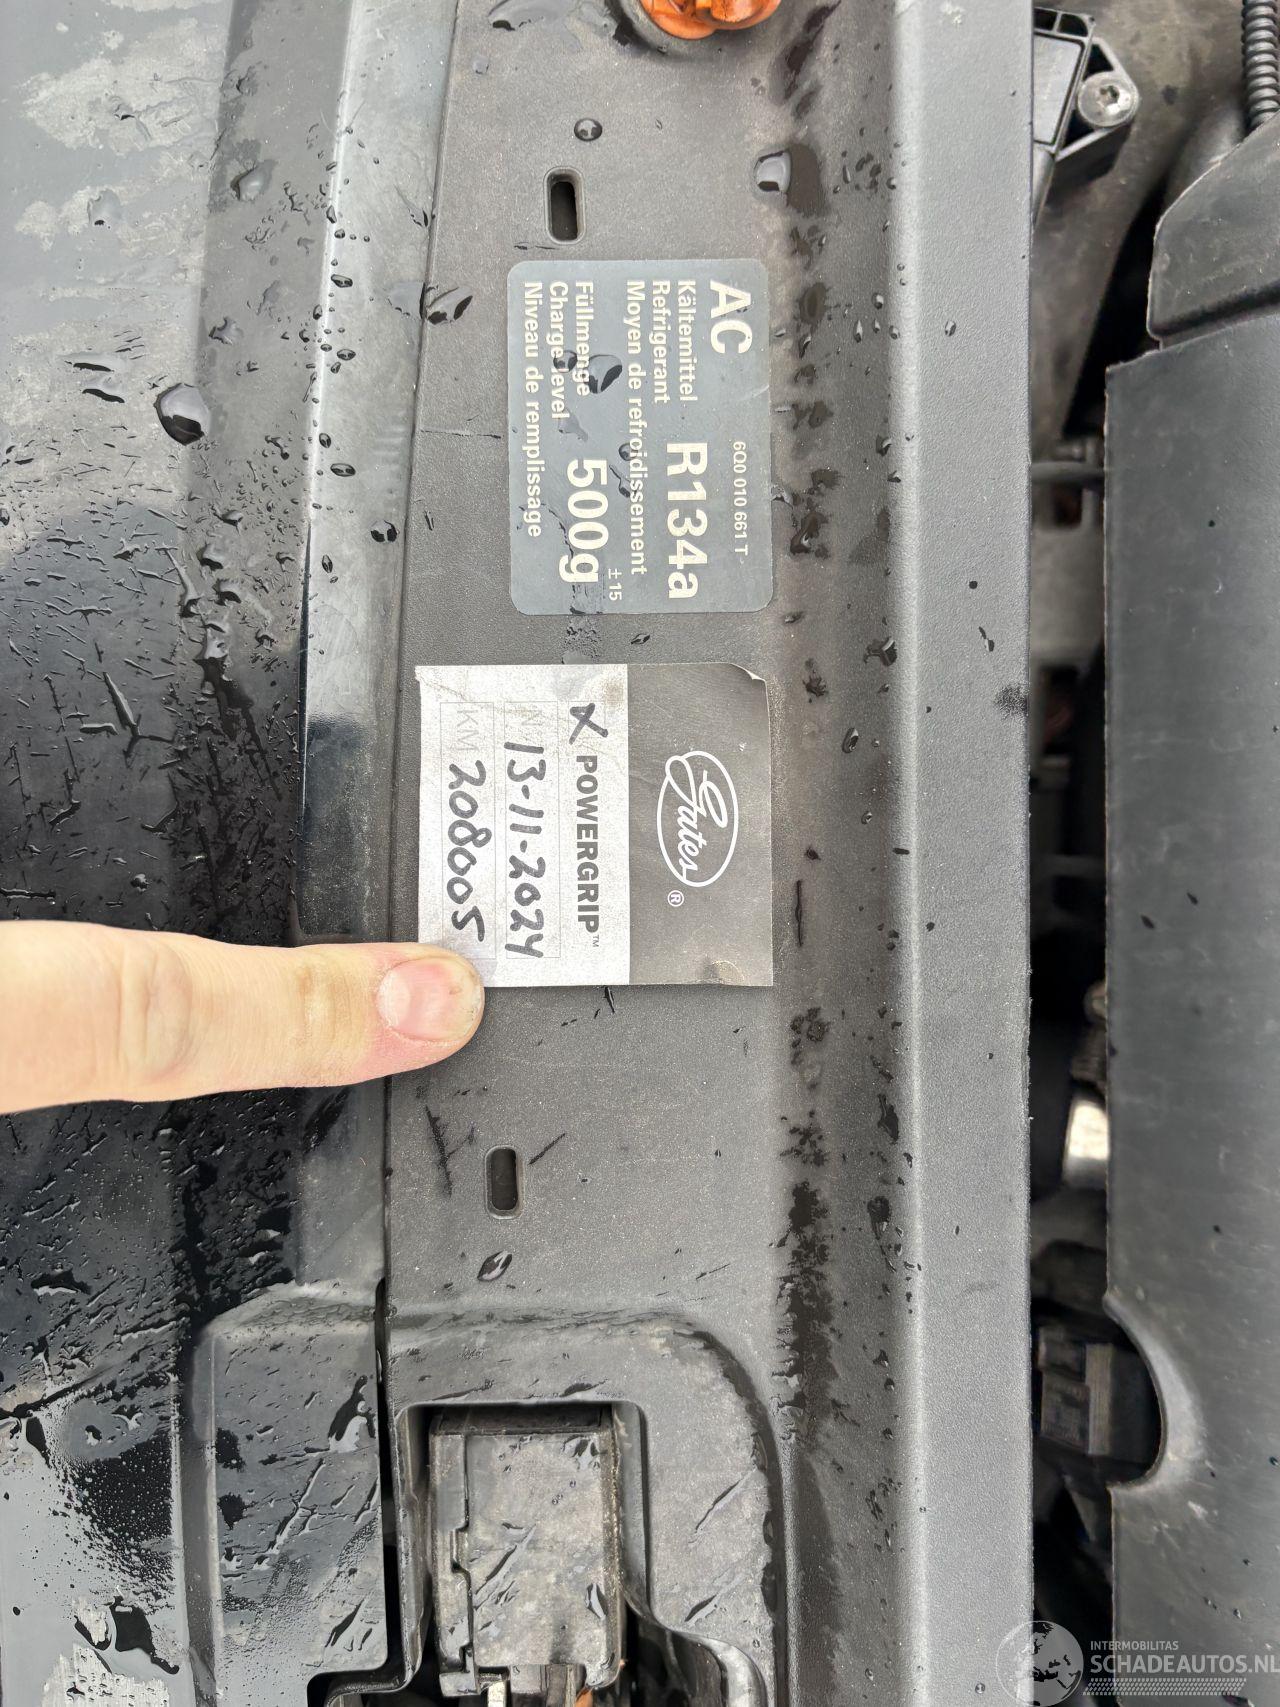 AC
6Q0 010 661 T
Kältemittel
Refrigerant
R134a
Moyen de refroidissement
Füllmenge
Charge level
500g
± 15
Niveau de remplissage
Gates ®
X POWERGRIP™
13-11-2024
KM 208005
INTERMOBILITAS
SCHADEAUTOS.NL